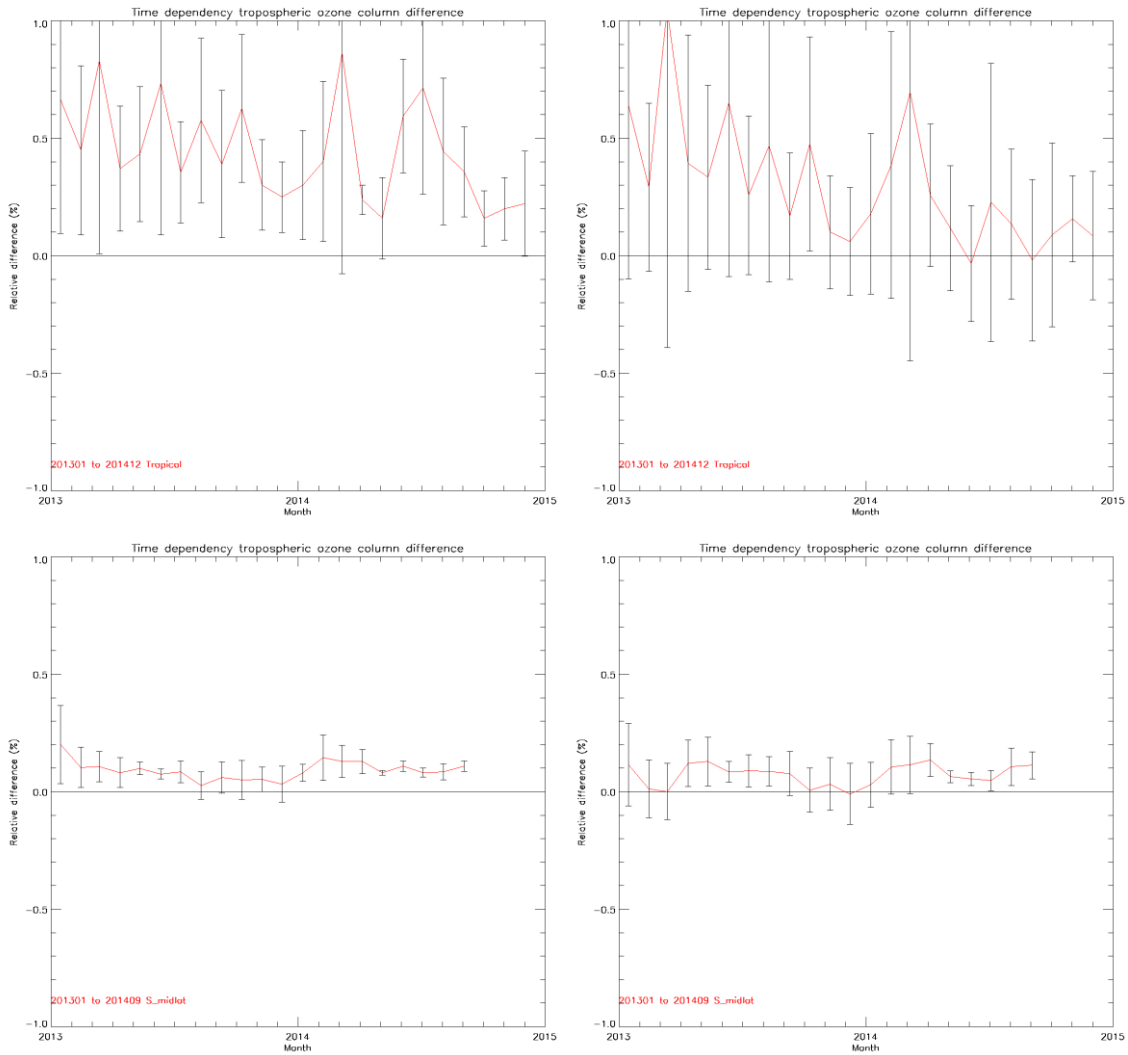 Time dependency tropospheric ozone column difference
1.0
0.5
0.0
−0.5
−1.0
Relative difference (%)
201301 to 201412 Tropical
2013
2014
2015
Month
Time dependency tropospheric ozone column difference
1.0
0.5
0.0
−0.5
−1.0
Relative difference (%)
201301 to 201412 Tropical
2013
2014
2015
Month
Time dependency tropospheric ozone column difference
1.0
0.5
0.0
−0.5
−1.0
Relative difference (%)
201301 to 201409 S_midlat
2013
2014
2015
Month
Time dependency tropospheric ozone column difference
1.0
0.5
0.0
−0.5
−1.0
Relative difference (%)
201301 to 201409 S_midlat
2013
2014
2015
Month